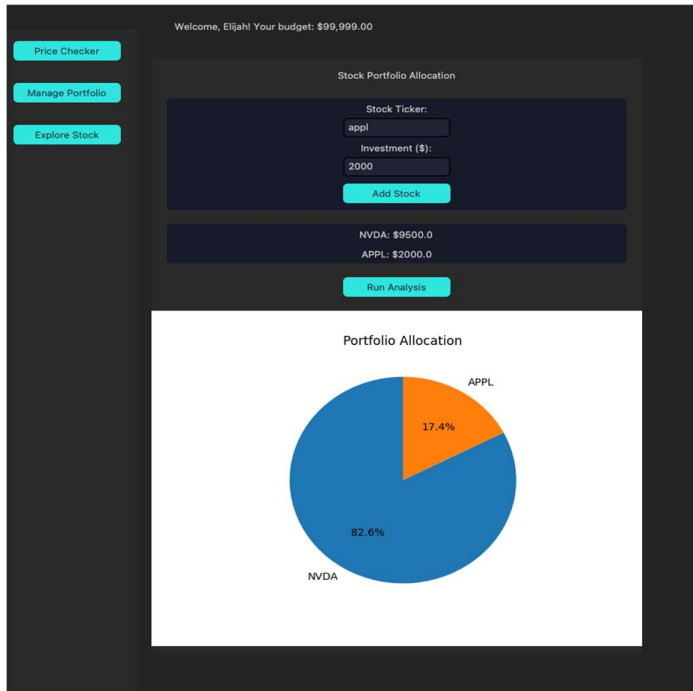 Welcome, Elijah! Your budget: $99,999.00
Price Checker
Manage Portfolio
Explore Stock
Stock Portfolio Allocation
Stock Ticker:
appl
Investment ($):
2000
Add Stock
NVDA: $9500.0
APPL: $2000.0
Run Analysis
Portfolio Allocation
APPL
17.4%
82.6%
NVDA